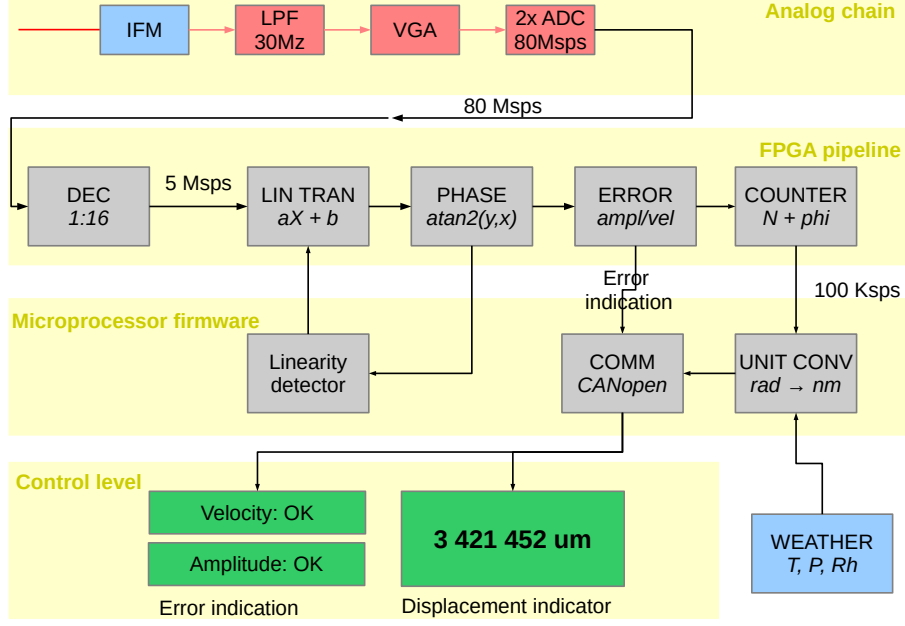 Analog chain
IFM
LPF
30Mz
VGA
2x ADC
80Msps
80 Msps
FPGA pipeline
DEC
1:16
5 Msps
LIN TRAN
aX + b
PHASE
atan2(y,x)
ERROR
ampl/vel
COUNTER
N + phi
Error
indication
100 Ksps
Microprocessor firmware
Linearity
detector
COMM
CANopen
UNIT CONV
rad → nm
Control level
Velocity: OK
Amplitude: OK
Error indication
3 421 452 um
Displacement indicator
WEATHER
T, P, Rh